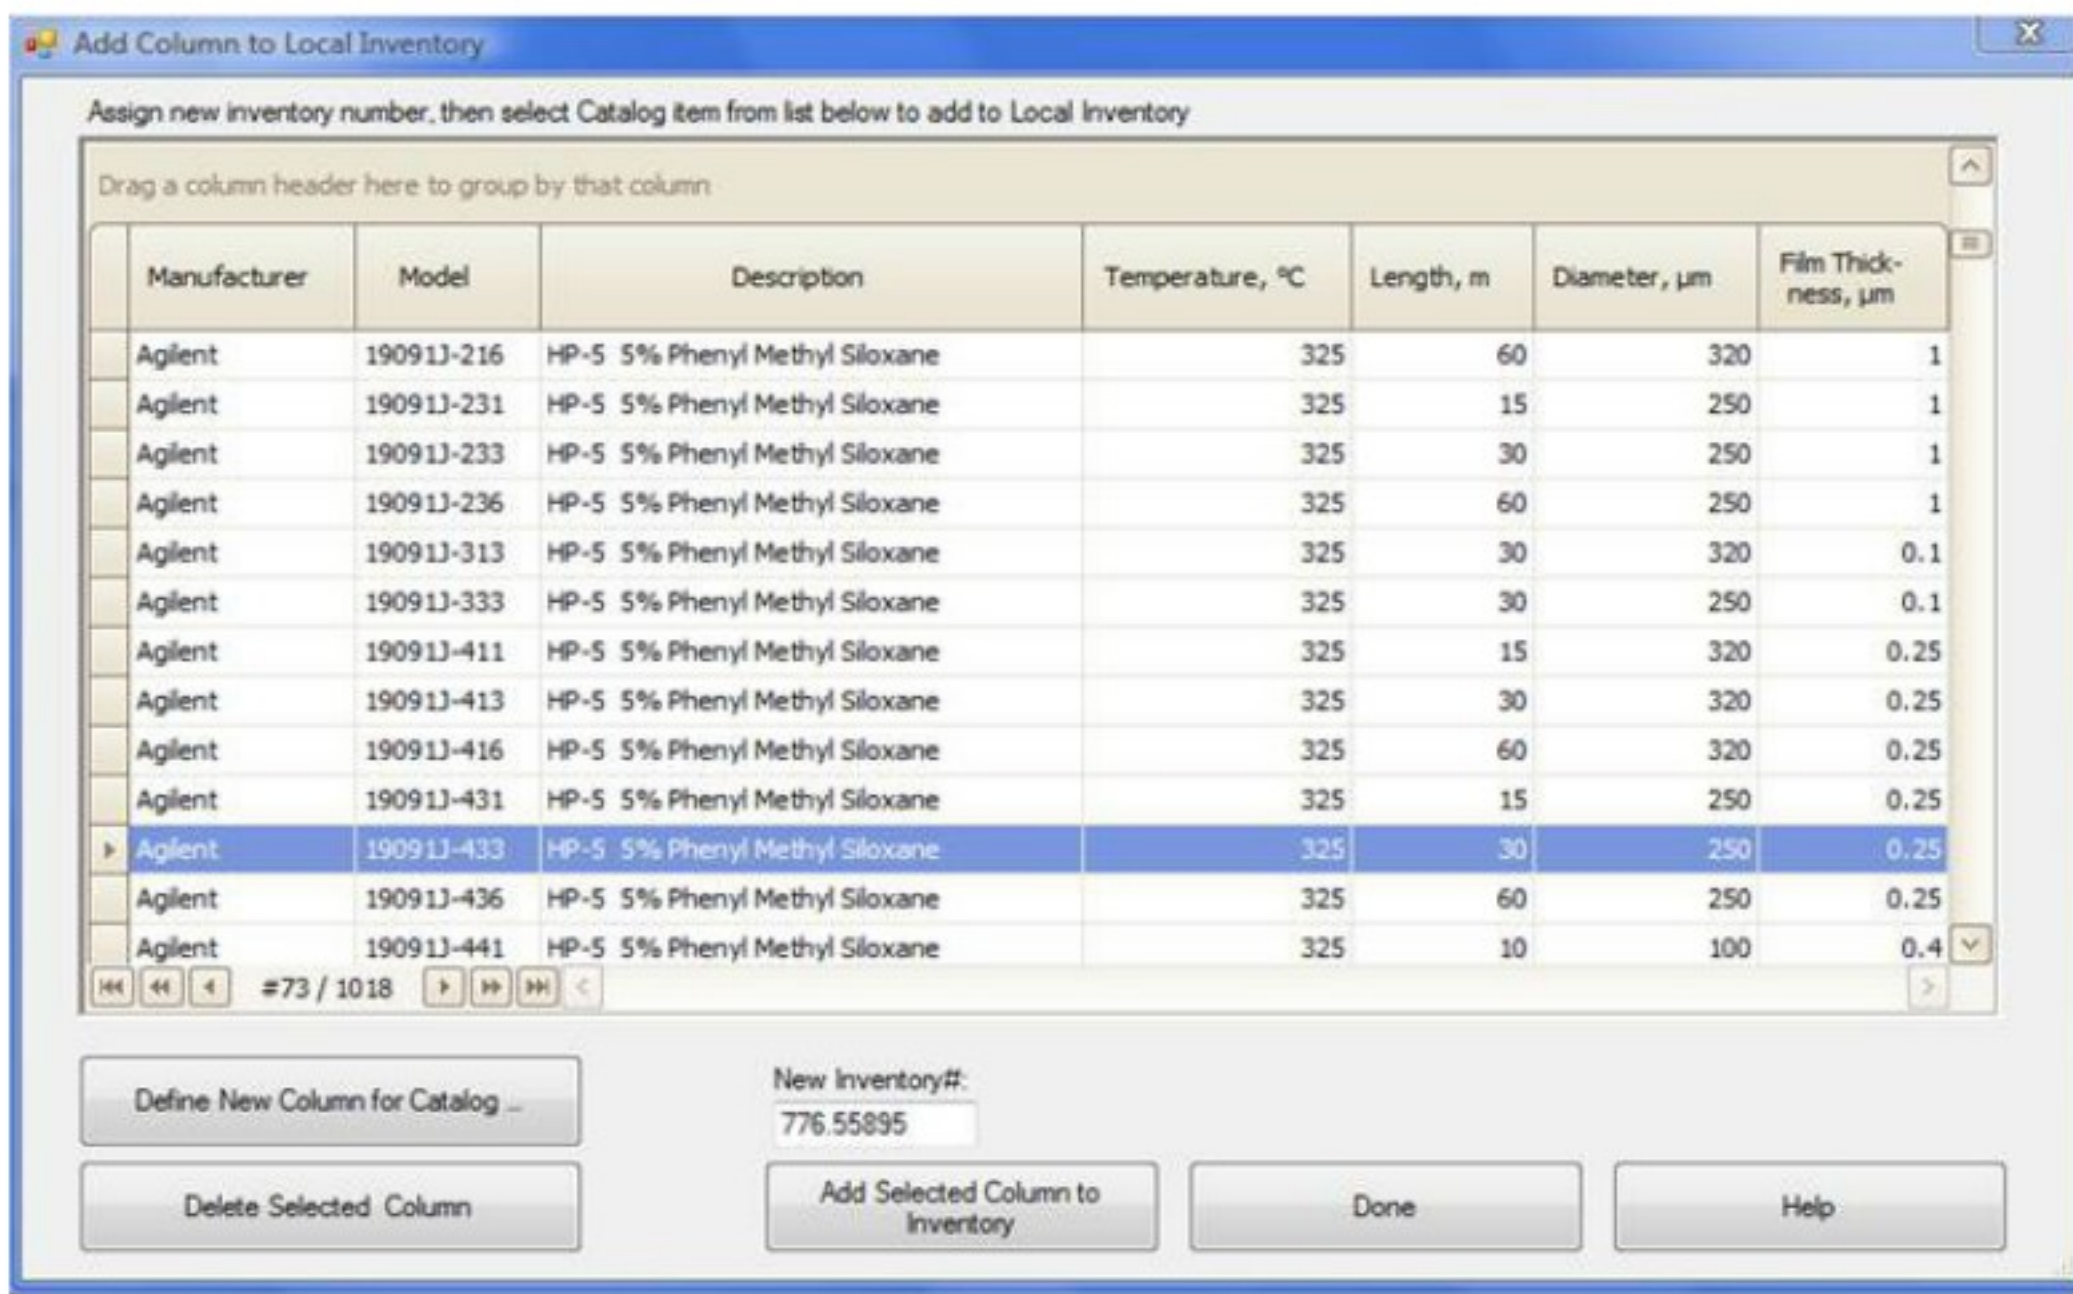 Add Column to Local Inventory
Assign new inventory number, then select Catalog item from list below to add to Local Inventory
Drag a column header here to group by that column
Manufacturer Model Description Temperature, ºC Length, m Diameter, µm Film Thick-
ness, µm
Agilent 19091J-216 HP-5 5% Phenyl Methyl Siloxane 325 60 320 1
Agilent 19091J-231 HP-5 5% Phenyl Methyl Siloxane 325 15 250 1
Agilent 19091J-233 HP-5 5% Phenyl Methyl Siloxane 325 30 250 1
Agilent 19091J-236 HP-5 5% Phenyl Methyl Siloxane 325 60 250 1
Agilent 19091J-313 HP-5 5% Phenyl Methyl Siloxane 325 30 320 0.1
Agilent 19091J-333 HP-5 5% Phenyl Methyl Siloxane 325 30 250 0.1
Agilent 19091J-411 HP-5 5% Phenyl Methyl Siloxane 325 15 320 0.25
Agilent 19091J-413 HP-5 5% Phenyl Methyl Siloxane 325 30 320 0.25
Agilent 19091J-416 HP-5 5% Phenyl Methyl Siloxane 325 60 320 0.25
Agilent 19091J-431 HP-5 5% Phenyl Methyl Siloxane 325 15 250 0.25
Agilent 19091J-433 HP-5 5% Phenyl Methyl Siloxane 325 30 250 0.25
Agilent 19091J-436 HP-5 5% Phenyl Methyl Siloxane 325 60 250 0.25
Agilent 19091J-441 HP-5 5% Phenyl Methyl Siloxane 325 10 100 0.4
#73 / 1018
Define New Column for Catalog ...
New Inventory#:
776.55895
Delete Selected Column
Add Selected Column to
Inventory
Done
Help